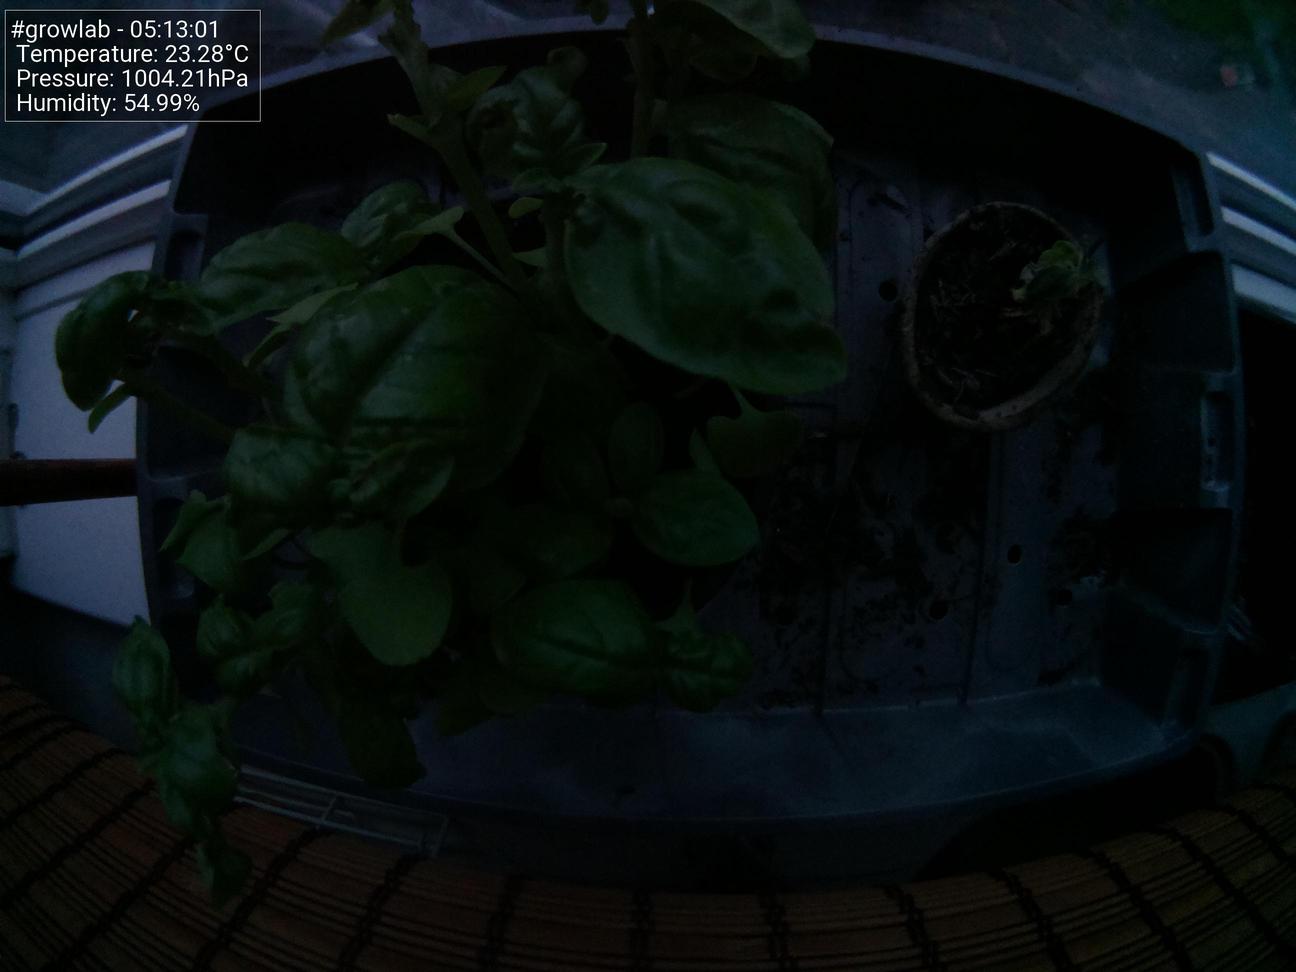 #growlab - 05:13:01
Temperature: 23.28°C
Pressure: 1004.21hPa
Humidity: 54.99%